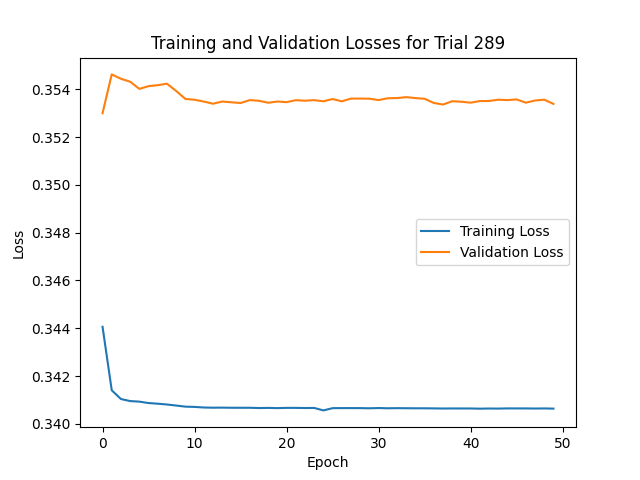 Training and Validation Losses for Trial 289
0.354
0.352
0.350
0.348
0.346
0.344
0.342
0.340
Loss
Training Loss
Validation Loss
0 10 20 30 40 50
Epoch